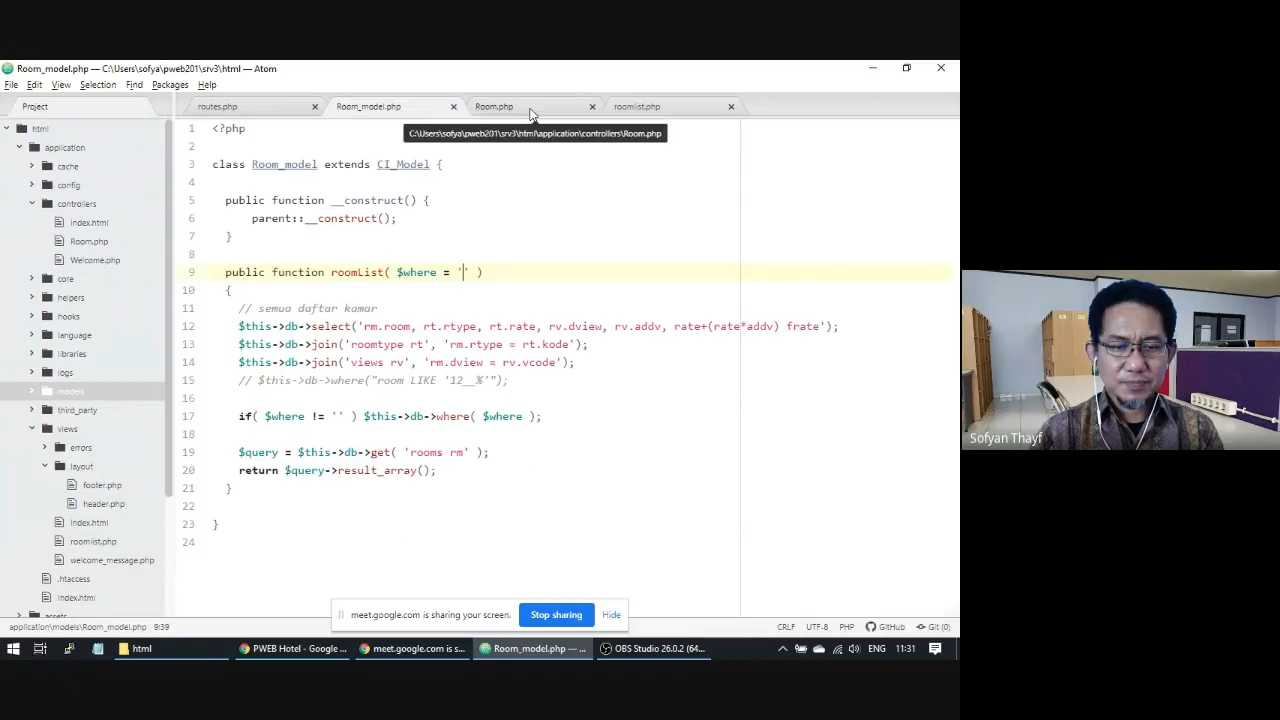 Room_model.php — C:\Users\sofya\pweb201\srv3\html — Atom
File Edit View Selection Find Packages Help
Project
routes.php
Room_model.php
Room.php
roomlist.php
C:\Users\sofya\pweb201\srv3\html\application\controllers\Room.php
html
application
cache
config
controllers
index.html
Room.php
Welcome.php
core
helpers
hooks
language
libraries
logs
models
third_party
views
errors
layout
footer.php
header.php
index.html
roomlist.php
welcome_message.php
.htaccess
index.html
assets
1 <?php
2
3 class Room_model extends CI_Model {
4
5 public function __construct() {
6 parent::__construct();
7 }
8
9 public function roomList( $where = '' )
10 {
11 // semua daftar kamar
12 $this->db->select('rm.room, rt.rtype, rt.rate, rv.dview, rv.addv, rate+(rate*addv) frate');
13 $this->db->join('roomtype rt', 'rm.rtype = rt.kode');
14 $this->db->join('views rv', 'rm.dview = rv.vcode');
15 // $this->db->where("room LIKE '12__%'");
16
17 if( $where != '' ) $this->db->where( $where );
18
19 $query = $this->db->get( 'rooms rm' );
20 return $query->result_array();
21 }
22
23 }
24
Sofyan Thayf
meet.google.com is sharing your screen. Stop sharing Hide
application\models\Room_model.php 9:39 CRLF UTF-8 PHP GitHub Git (0)
html
PWEB Hotel - Google ...
meet.google.com is s...
Room_model.php — ...
OBS Studio 26.0.2 (64...
ENG 11:31